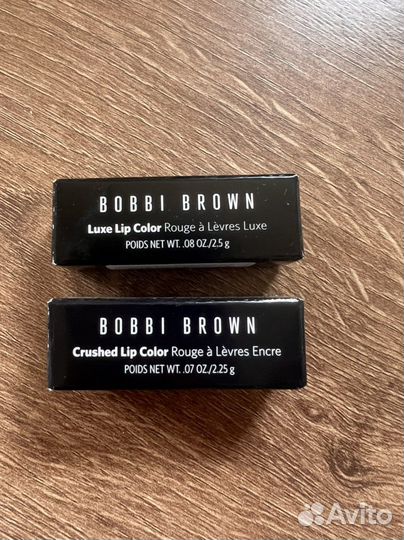 BOBBI BROWN
Luxe Lip Color Rouge à Lèvres Luxe
POIDS NET WT. .08 OZ./2.5 g
BOBBI BROWN
Crushed Lip Color Rouge à Lèvres Encre
POIDS NET WT. .07 OZ./2.25 g
Avito